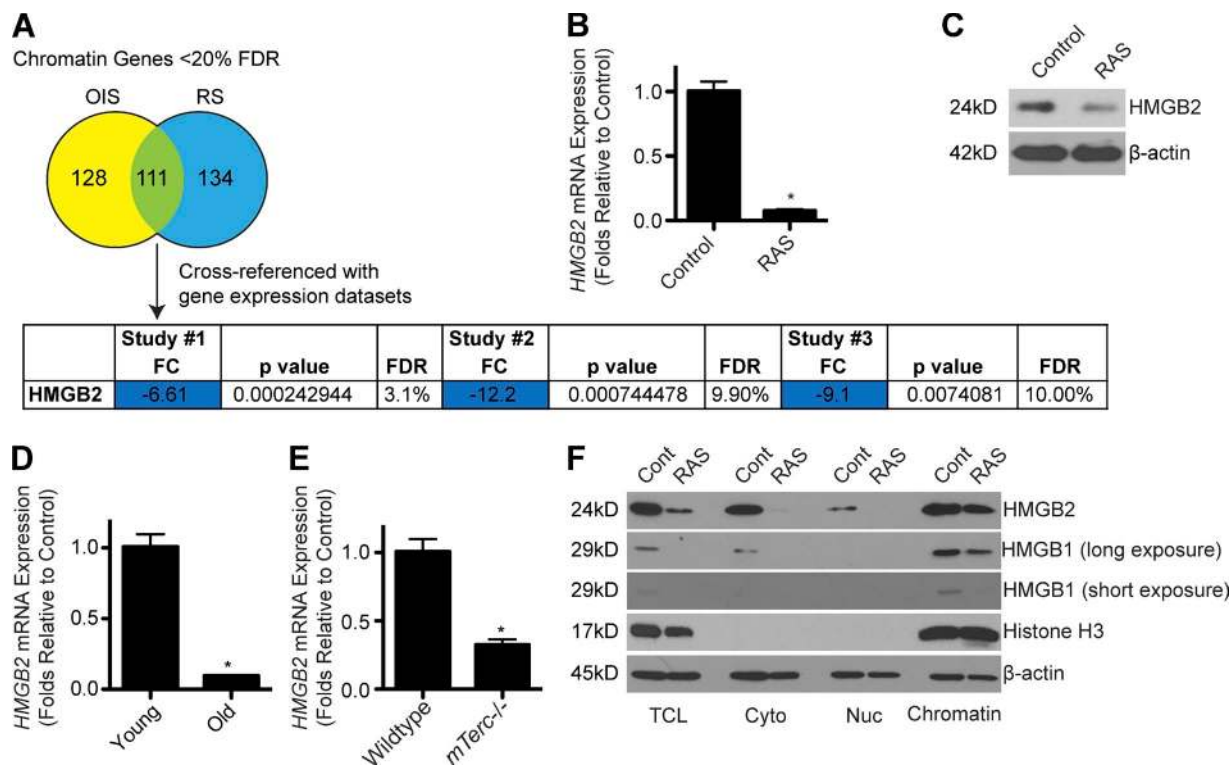 A
Chromatin Genes <20% FDR
OIS RS
128 111 134
Cross-referenced with
gene expression datasets
Study #1 FC p value FDR Study #2 FC p value FDR Study #3 FC p value FDR
HMGB2 -6.61 0.000242944 3.1% -12.2 0.000744478 9.90% -9.1 0.0074081 10.00%
B
HMGB2 mRNA Expression
(Folds Relative to Control)
1.0
0.5
0.0
*
Control RAS
C
Control RAS
24kD HMGB2
42kD β-actin
D
HMGB2 mRNA Expression
(Folds Relative to Control)
1.0
0.5
0.0
*
Young Old
E
HMGB2 mRNA Expression
(Folds Relative to Control)
1.0
0.5
0.0
*
Wildtype mTerc-/-
F
Cont RAS Cont RAS Cont RAS Cont RAS
24kD HMGB2
29kD HMGB1 (long exposure)
29kD HMGB1 (short exposure)
17kD Histone H3
45kD β-actin
TCL Cyto Nuc Chromatin